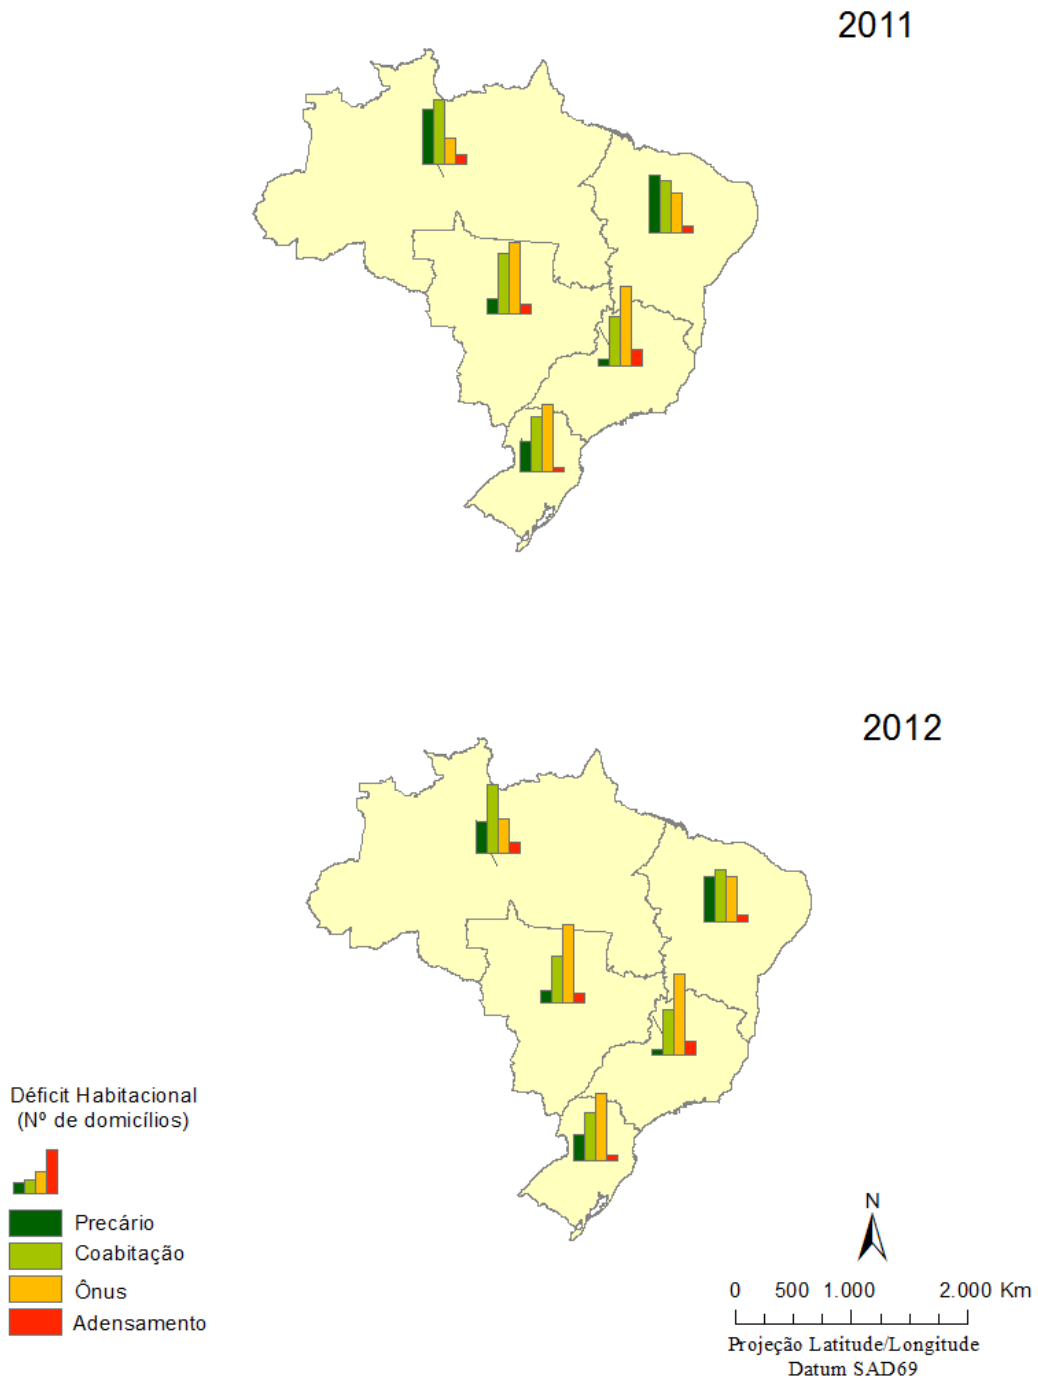 2011
2012
Déficit Habitacional
(Nº de domicílios)
Precário
Coabitação
Ônus
Adensamento
N
0 500 1.000 2.000 Km
Projeção Latitude/Longitude
Datum SAD69